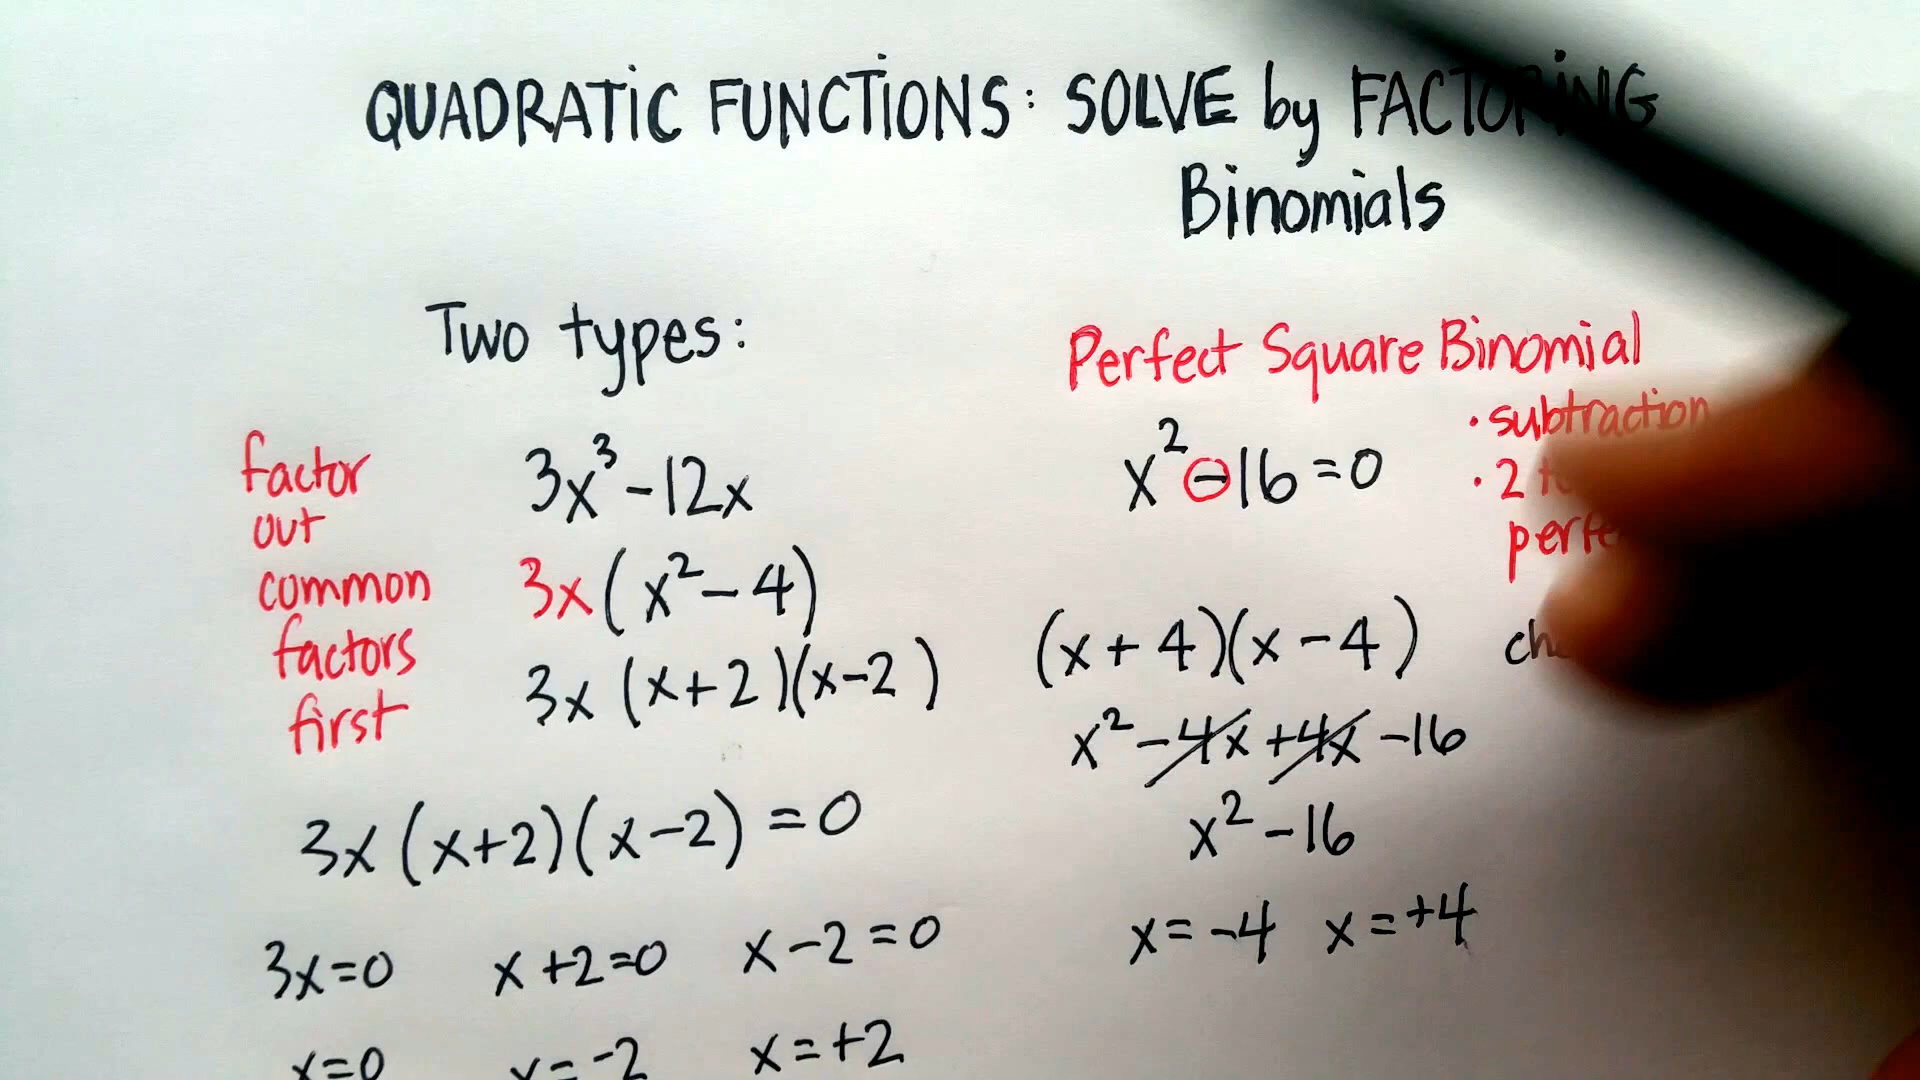 QUADRATIC FUNCTIONS: SOLVE by FACTORING
Binomials
Two types:
factor
out
common
factors
first
3x³-12x
3x(x²-4)
3x (x+2)(x-2)
3x (x+2)(x-2) = 0
3x=0 x+2=0 x-2=0
x=0 x=-2 x=+2
Perfect Square Binomial
x²-16=0
• subtraction
• 2
(x+4)(x-4)
x²-4x+4x-16
x²-16
x=-4 x=+4